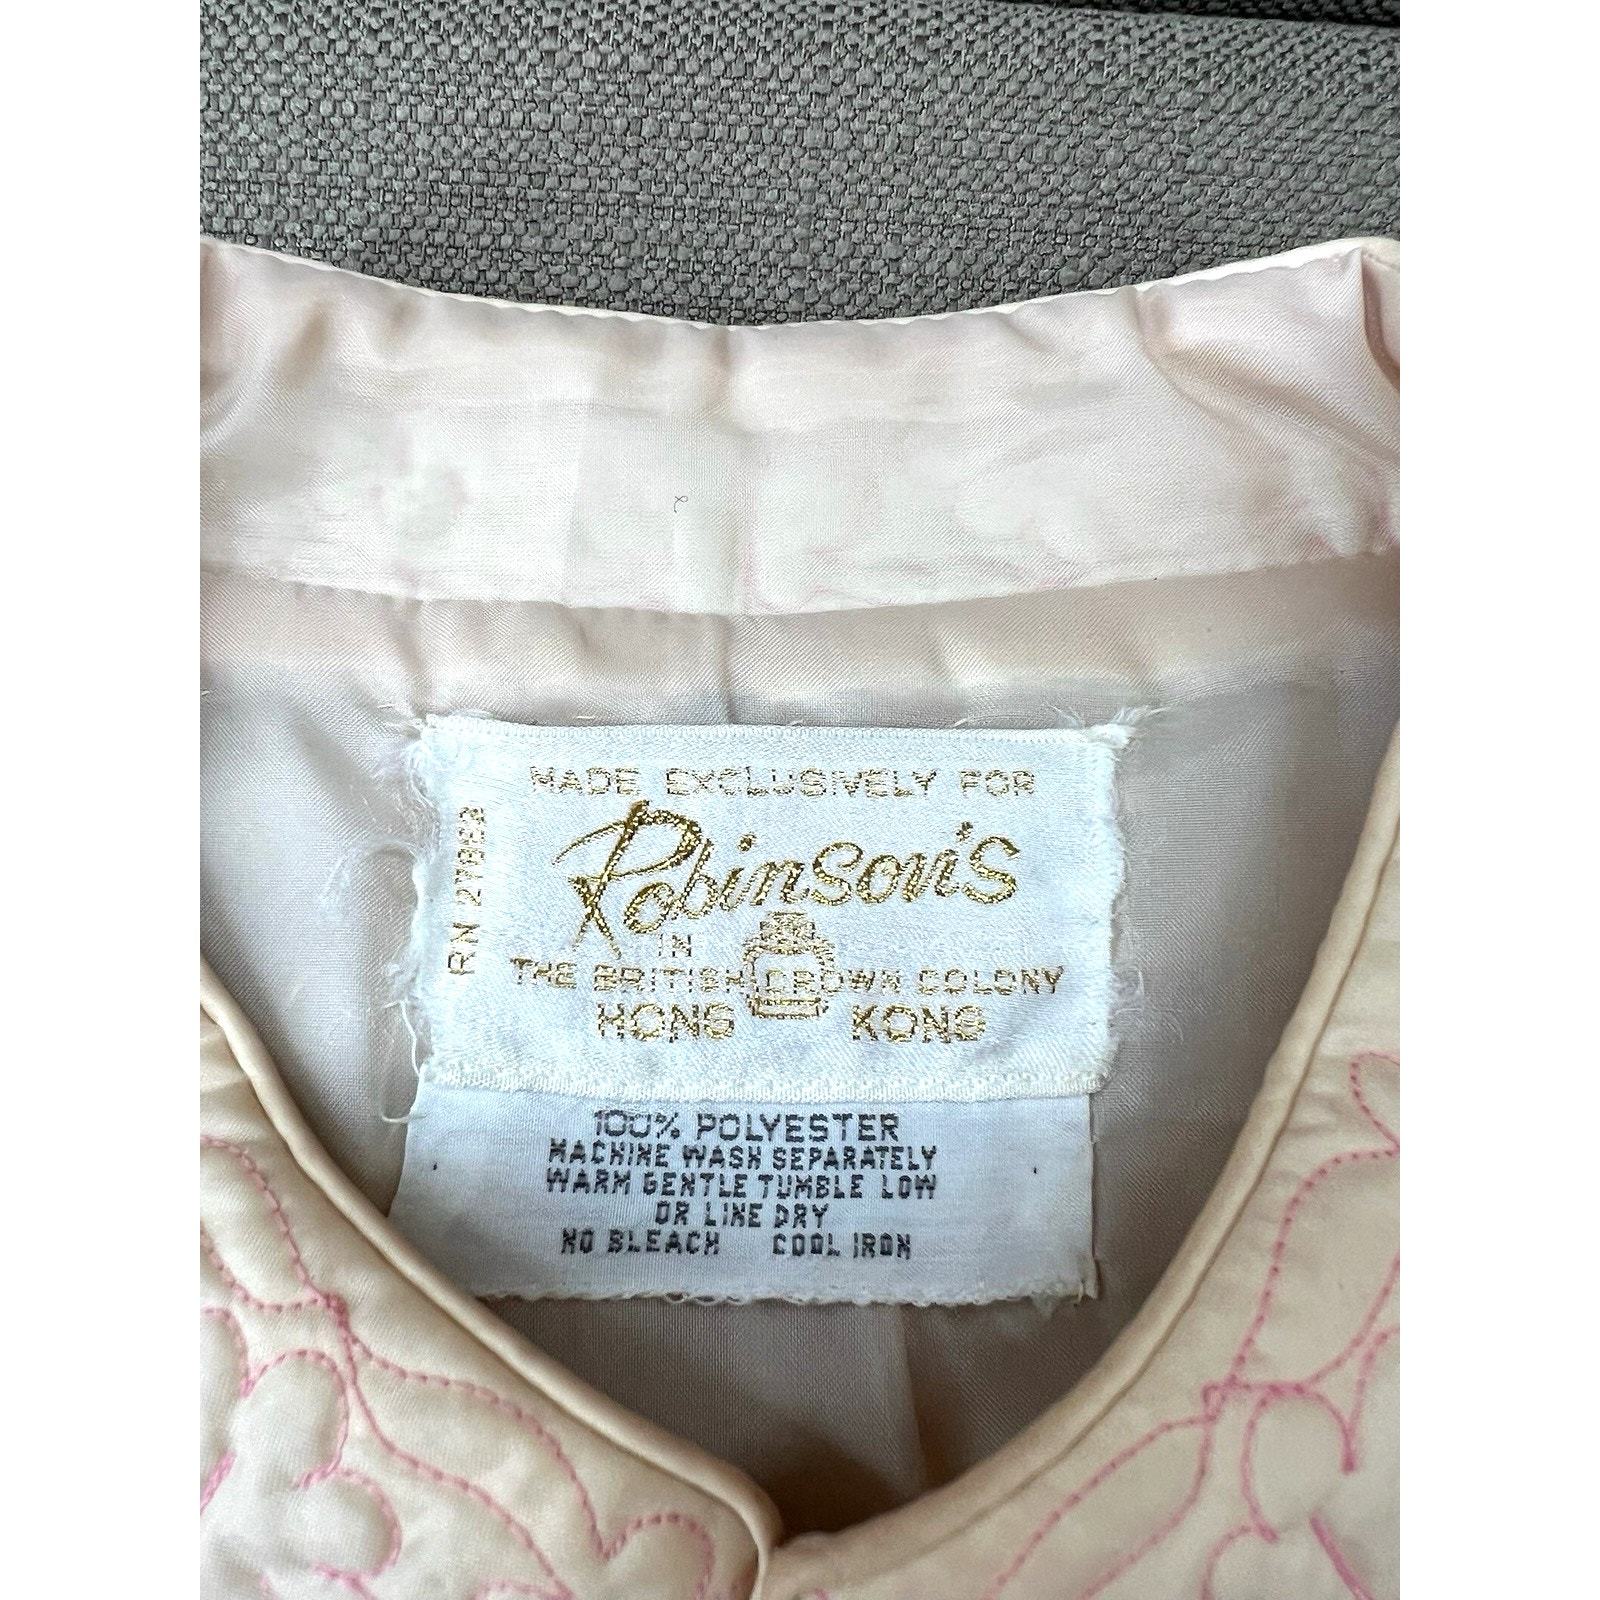 MADE EXCLUSIVELY FOR
Robinson's
IN
THE BRITISH CROWN COLONY
HONG KONG
RN
100% POLYESTER
MACHINE WASH SEPARATELY
WARM GENTLE TUMBLE LOW
OR LINE DRY
NO BLEACH COOL IRON